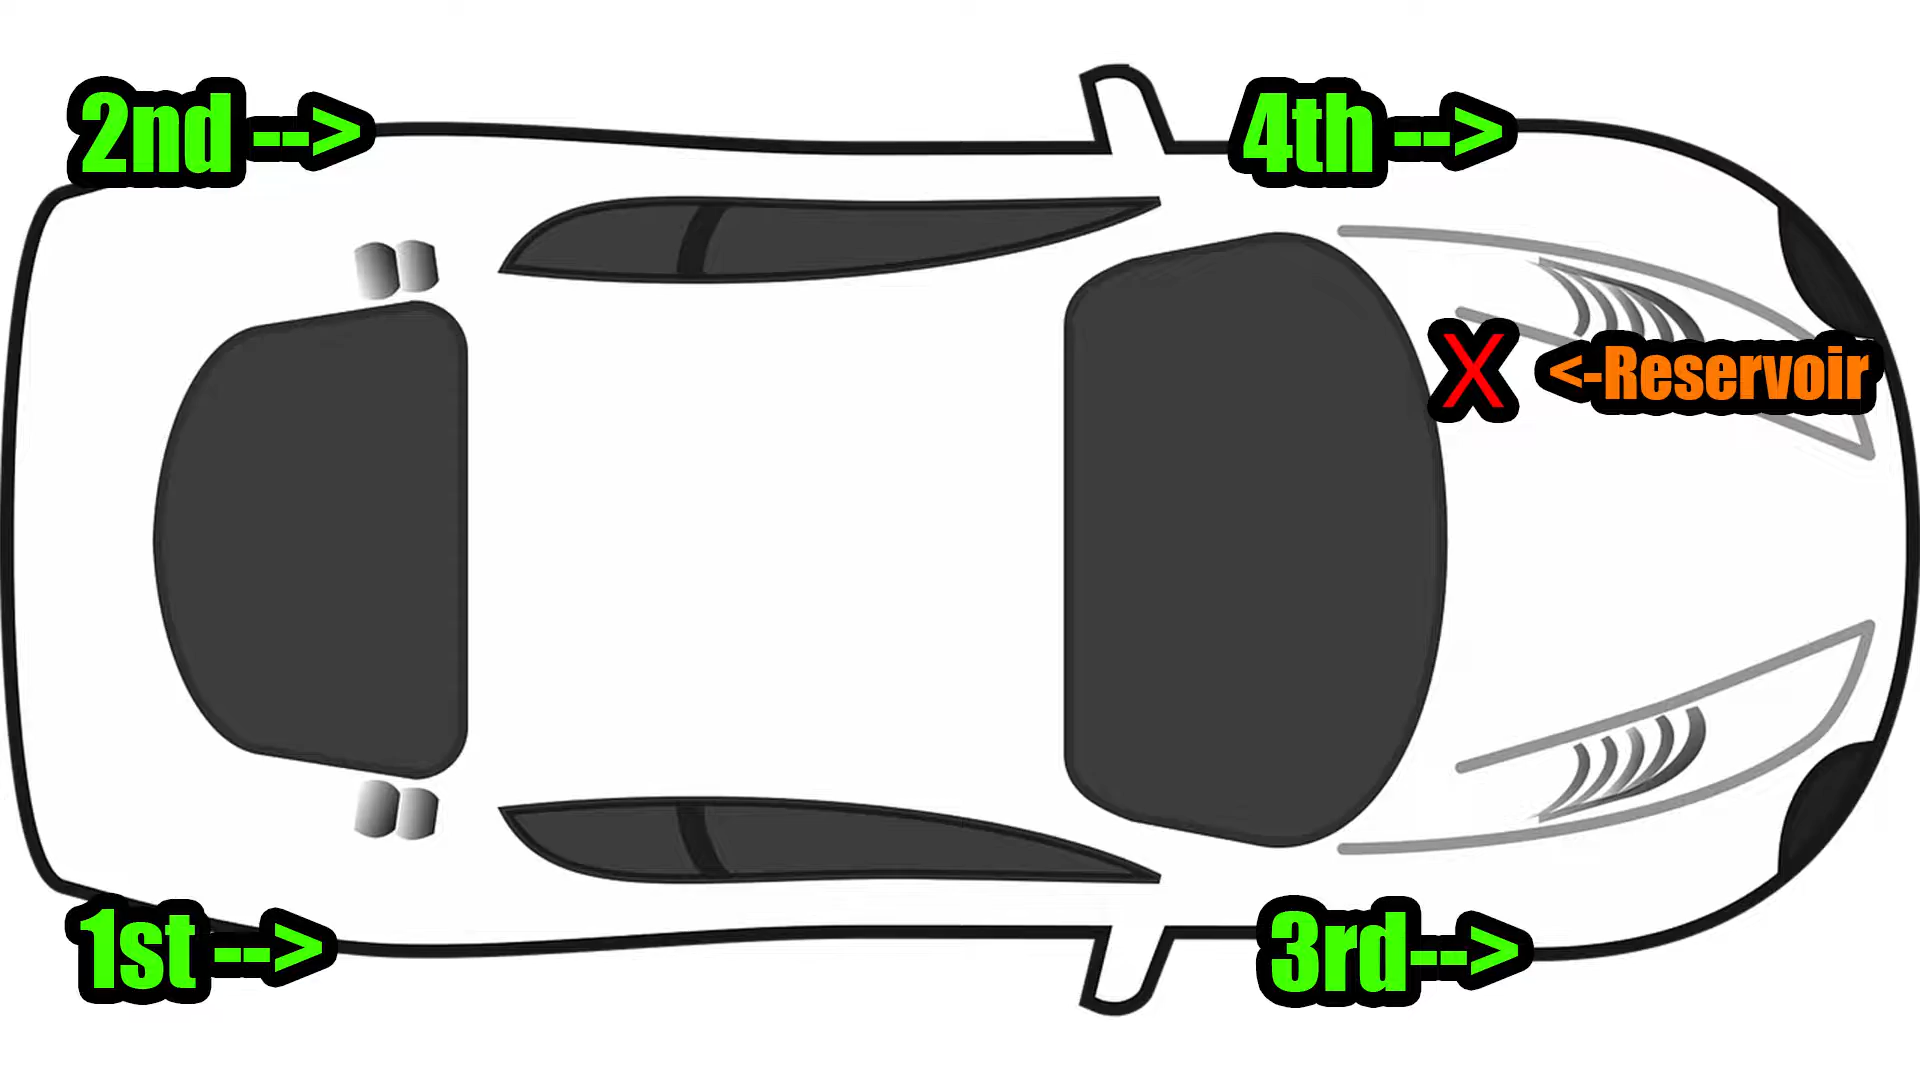 2nd -->
4th -->
X <-Reservoir
1st -->
3rd-->